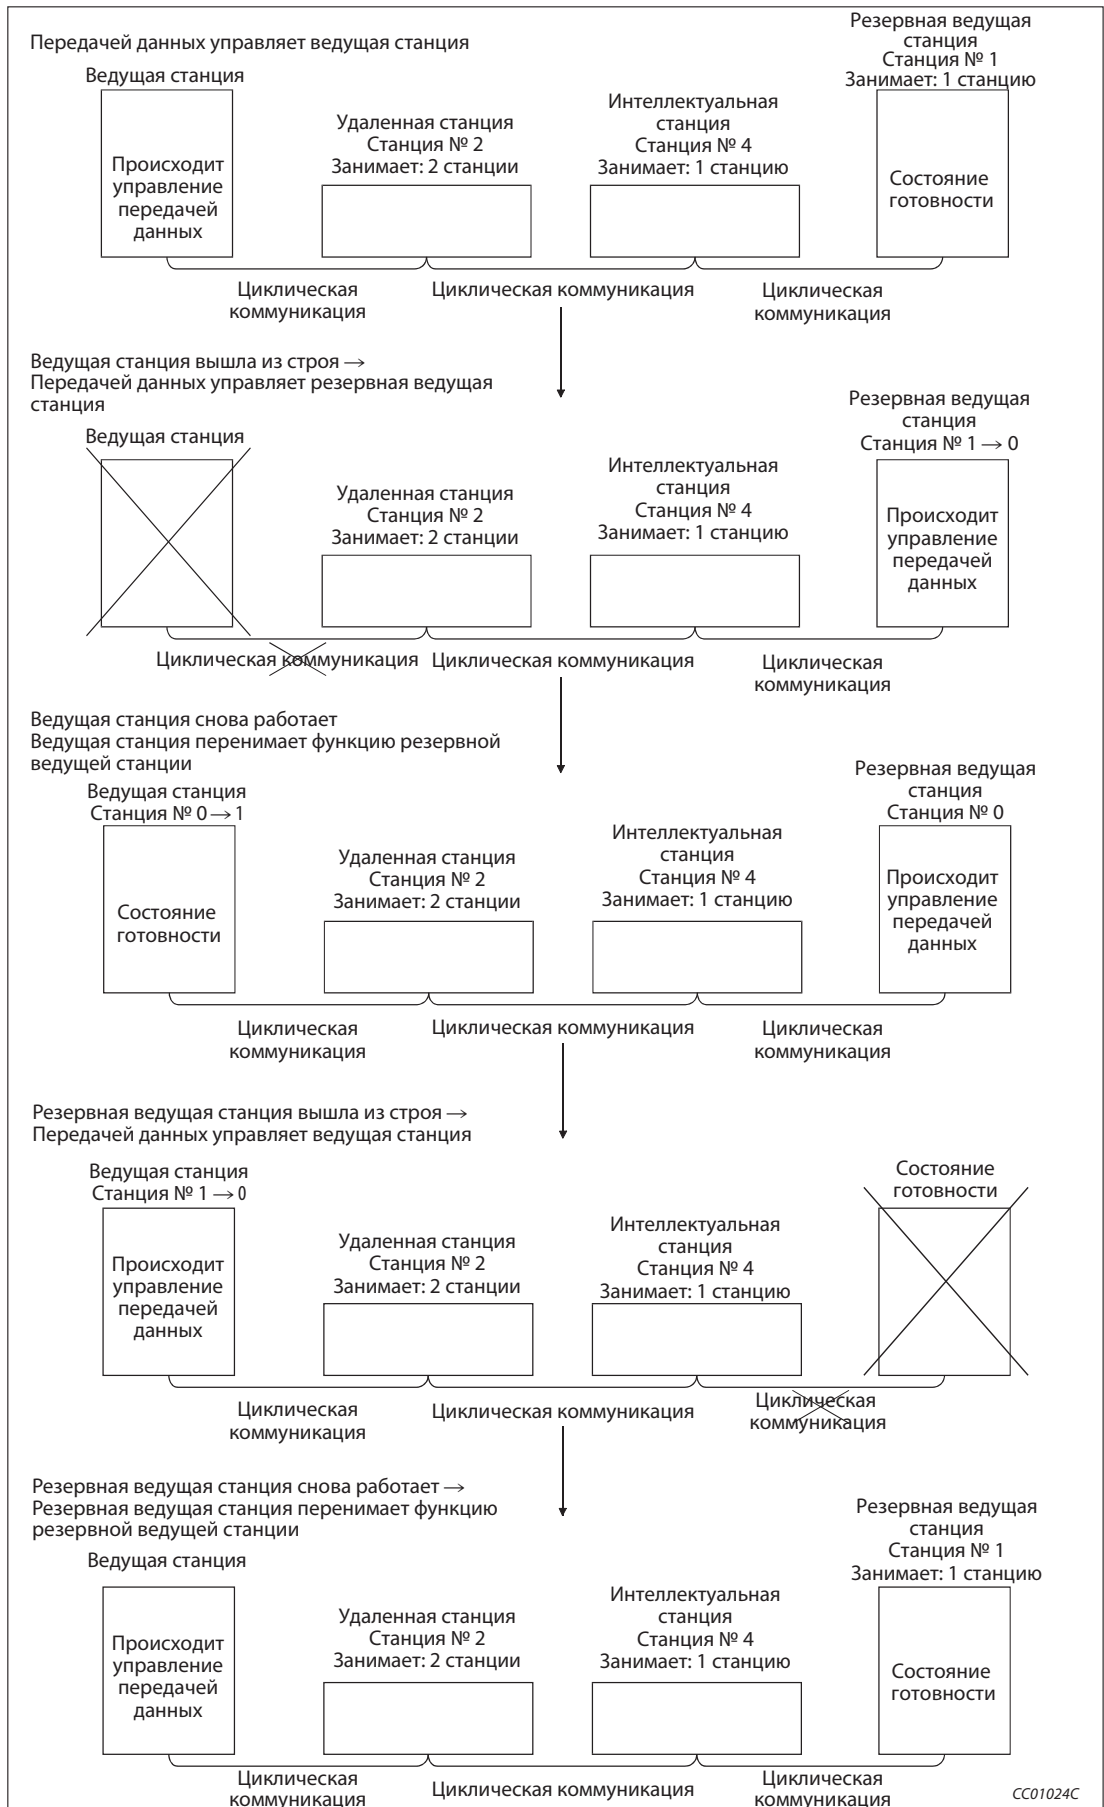 Передачей данных управляет ведущая станция
Резервная ведущая
станция
Станция № 1
Занимает: 1 станцию
Ведущая станция
Удаленная станция
Станция № 2
Занимает: 2 станции
Интеллектуальная
станция
Станция № 4
Занимает: 1 станцию
Происходит
управление
передачей
данных
Состояние
готовности
Циклическая
коммуникация
Циклическая коммуникация
Циклическая
коммуникация
Ведущая станция вышла из строя →
Передачей данных управляет резервная ведущая
станция
Резервная ведущая
станция
Станция № 1 → 0
Ведущая станция
Удаленная станция
Станция № 2
Занимает: 2 станции
Интеллектуальная
станция
Станция № 4
Занимает: 1 станцию
Происходит
управление
передачей
данных
Циклическая коммуникация
Циклическая коммуникация
Циклическая
коммуникация
Ведущая станция снова работает
Ведущая станция перенимает функцию резервной
ведущей станции
Резервная ведущая
станция
Станция № 0
Ведущая станция
Станция № 0 → 1
Удаленная станция
Станция № 2
Занимает: 2 станции
Интеллектуальная
станция
Станция № 4
Занимает: 1 станцию
Состояние
готовности
Происходит
управление
передачей
данных
Циклическая
коммуникация
Циклическая коммуникация
Циклическая
коммуникация
Резервная ведущая станция вышла из строя →
Передачей данных управляет ведущая станция
Ведущая станция
Станция № 1 → 0
Состояние
готовности
Удаленная станция
Станция № 2
Занимает: 2 станции
Интеллектуальная
станция
Станция № 4
Занимает: 1 станцию
Происходит
управление
передачей
данных
Циклическая
коммуникация
Циклическая коммуникация
Циклическая
коммуникация
Резервная ведущая станция снова работает →
Резервная ведущая станция перенимает функцию
резервной ведущей станции
Резервная ведущая
станция
Станция № 1
Занимает: 1 станцию
Ведущая станция
Удаленная станция
Станция № 2
Занимает: 2 станции
Интеллектуальная
станция
Станция № 4
Занимает: 1 станцию
Происходит
управление
передачей
данных
Состояние
готовности
Циклическая
коммуникация
Циклическая коммуникация
Циклическая
коммуникация
CC01024C